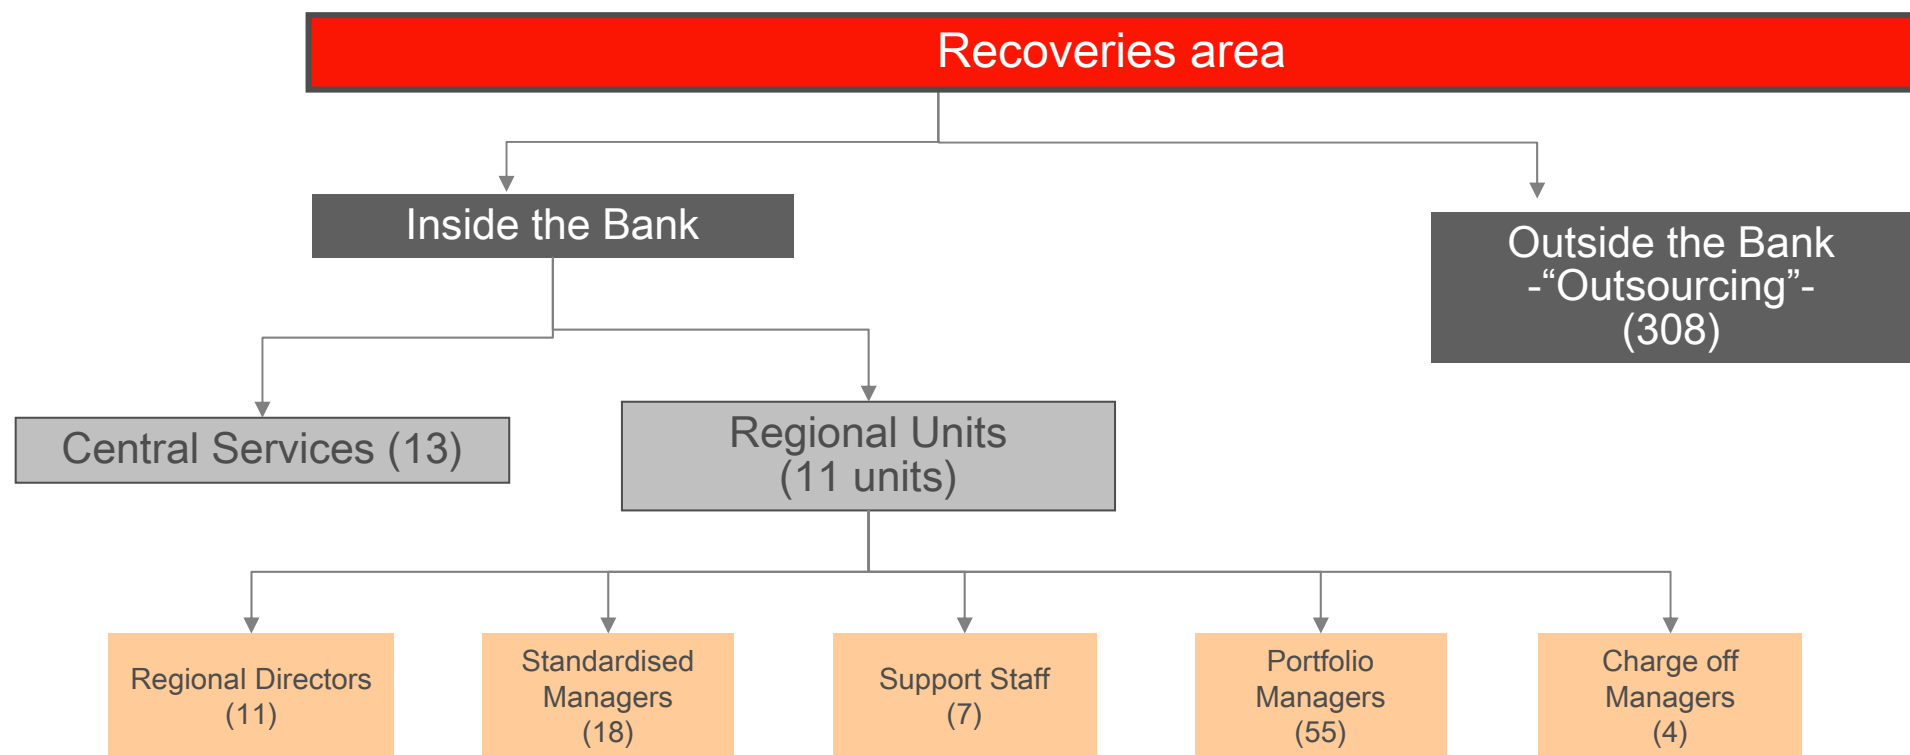 Recoveries area
Inside the Bank
Outside the Bank
-“Outsourcing”-
(308)
Central Services (13)
Regional Units
(11 units)
Regional Directors
(11)
Standardised
Managers
(18)
Support Staff
(7)
Portfolio
Managers
(55)
Charge off
Managers
(4)